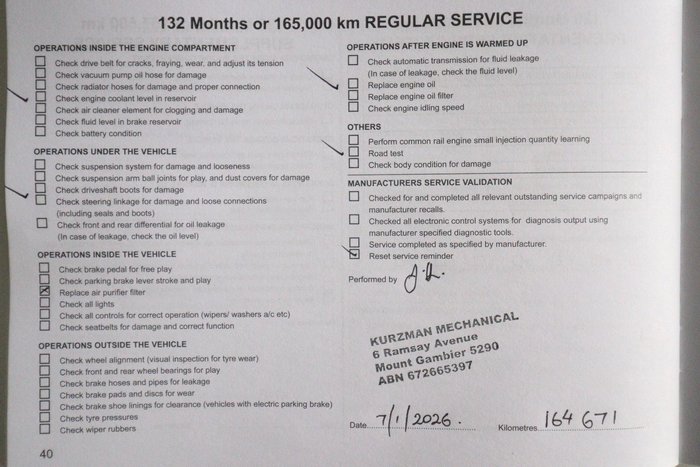 132 Months or 165,000 km REGULAR SERVICE
OPERATIONS INSIDE THE ENGINE COMPARTMENT
Check drive belt for cracks, fraying, wear, and adjust its tension
Check vacuum pump oil hose for damage
Check radiator hoses for damage and proper connection
Check engine coolant level in reservoir
Check air cleaner element for clogging and damage
Check fluid level in brake reservoir
Check battery condition
OPERATIONS UNDER THE VEHICLE
Check suspension system for damage and looseness
Check suspension arm ball joints for play, and dust covers for damage
Check driveshaft boots for damage
Check steering linkage for damage and loose connections
(including seals and boots)
Check front and rear differential for oil leakage
(In case of leakage, check the oil level)
OPERATIONS INSIDE THE VEHICLE
Check brake pedal for free play
Check parking brake lever stroke and play
Replace air purifier filter
Check all lights
Check all controls for correct operation (wipers/ washers a/c etc)
Check seatbelts for damage and correct function
OPERATIONS OUTSIDE THE VEHICLE
Check wheel alignment (visual inspection for tyre wear)
Check front and rear wheel bearings for play
Check brake hoses and pipes for leakage
Check brake pads and discs for wear
Check brake shoe linings for clearance (vehicles with electric parking brake)
Check tyre pressures
Check wiper rubbers
40
OPERATIONS AFTER ENGINE IS WARMED UP
Check automatic transmission for fluid leakage
(In case of leakage, check the fluid level)
Replace engine oil
Replace engine oil filter
Check engine idling speed
OTHERS
Perform common rail engine small injection quantity learning
Road test
Check body condition for damage
MANUFACTURERS SERVICE VALIDATION
Checked for and completed all relevant outstanding service campaigns and
manufacturer recalls.
Checked all electronic control systems for diagnosis output using
manufacturer specified diagnostic tools.
Service completed as specified by manufacturer.
Reset service reminder
Performed by
KURZMAN MECHANICAL
6 Ramsay Avenue
Mount Gambier 5290
ABN 672665397
Date 7/1/2026. Kilometres 164 671